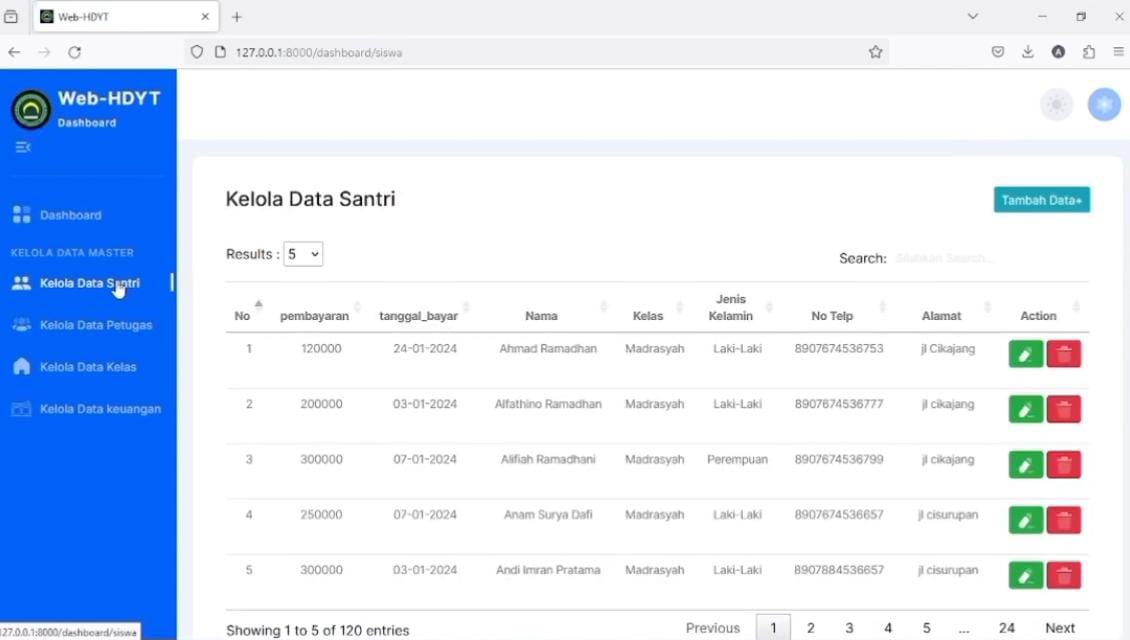 Web-HDYT
127.0.0.1:8000/dashboard/siswa
A
Web-HDYT
Dashboard
Dashboard
KELOLA DATA MASTER
Kelola Data Santri
Kelola Data Petugas
Kelola Data Kelas
Kelola Data keuangan
Kelola Data Santri
Tambah Data+
Results : 5
Search: Silahkan Search...
No pembayaran tanggal_bayar Nama Kelas Jenis Kelamin No Telp Alamat Action
1 120000 24-01-2024 Ahmad Ramadhan Madrasyah Laki-Laki 8907674536753 jl Cikajang
2 200000 03-01-2024 Alfathino Ramadhan Madrasyah Laki-Laki 8907674536777 jl cikajang
3 300000 07-01-2024 Alifiah Ramadhani Madrasyah Perempuan 8907674536799 jl cikajang
4 250000 07-01-2024 Anam Surya Dafi Madrasyah Laki-Laki 8907674536657 jl cisurupan
5 300000 03-01-2024 Andi Imran Pratama Madrasyah Laki-Laki 8907884536657 jl cisurupan
Showing 1 to 5 of 120 entries
Previous 1 2 3 4 5 ... 24 Next
127.0.0.1:8000/dashboard/siswa